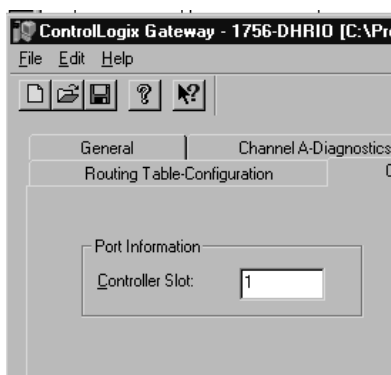 ControlLogix Gateway - 1756-DHRIO [C:\Pr
File Edit Help
General Channel A-Diagnostics
Routing Table-Configuration
Port Information
Controller Slot: 1